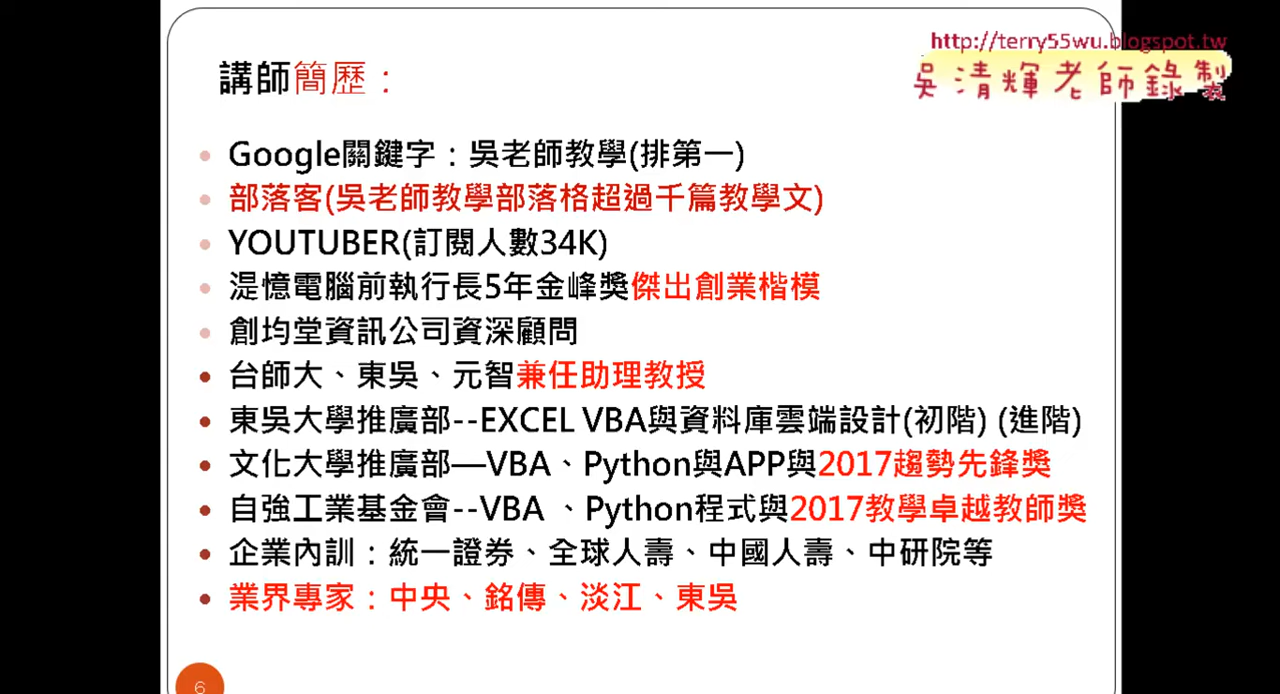 http://terry55wu.blogspot.tw
吳清輝老師錄製
講師簡歷：
Google關鍵字：吳老師教學(排第一)
部落客(吳老師教學部落格超過千篇教學文)
YOUTUBER(訂閱人數34K)
湜憶電腦前執行長5年金峰獎傑出創業楷模
創均堂資訊公司資深顧問
台師大、東吳、元智兼任助理教授
東吳大學推廣部--EXCEL VBA與資料庫雲端設計(初階) (進階)
文化大學推廣部—VBA、Python與APP與2017趨勢先鋒獎
自強工業基金會--VBA 、Python程式與2017教學卓越教師獎
企業內訓：統一證券、全球人壽、中國人壽、中研院等
業界專家：中央、銘傳、淡江、東吳
6